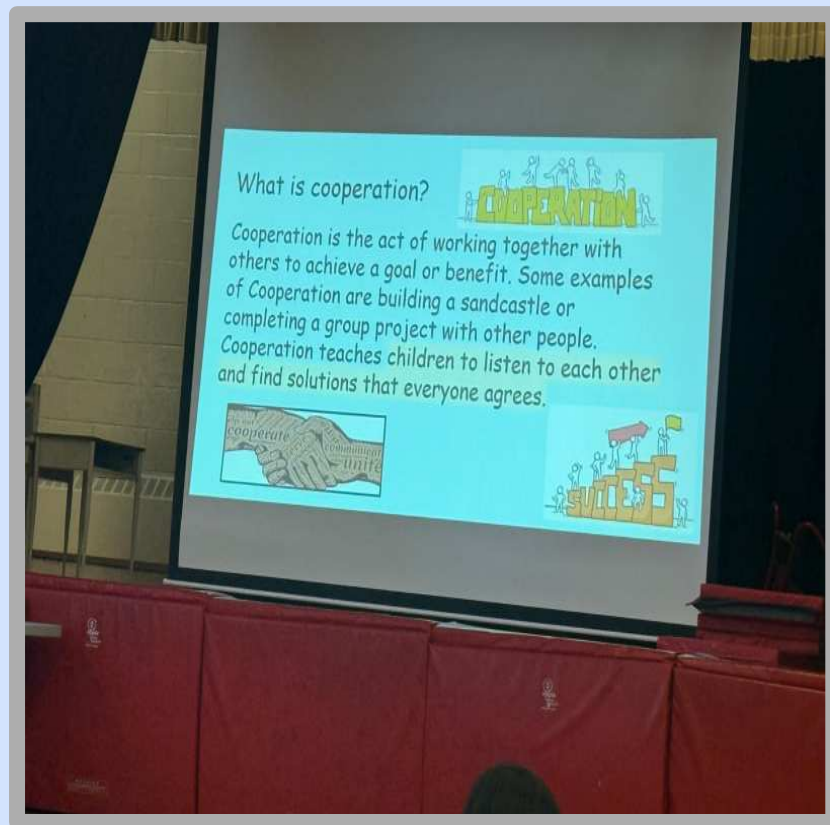 What is cooperation?
COOPERATION
Cooperation is the act of working together with
others to achieve a goal or benefit. Some examples
of Cooperation are building a sandcastle or
completing a group project with other people.
Cooperation teaches children to listen to each other
and find solutions that everyone agrees.
cooperate
communicat
unite
SUCCESS